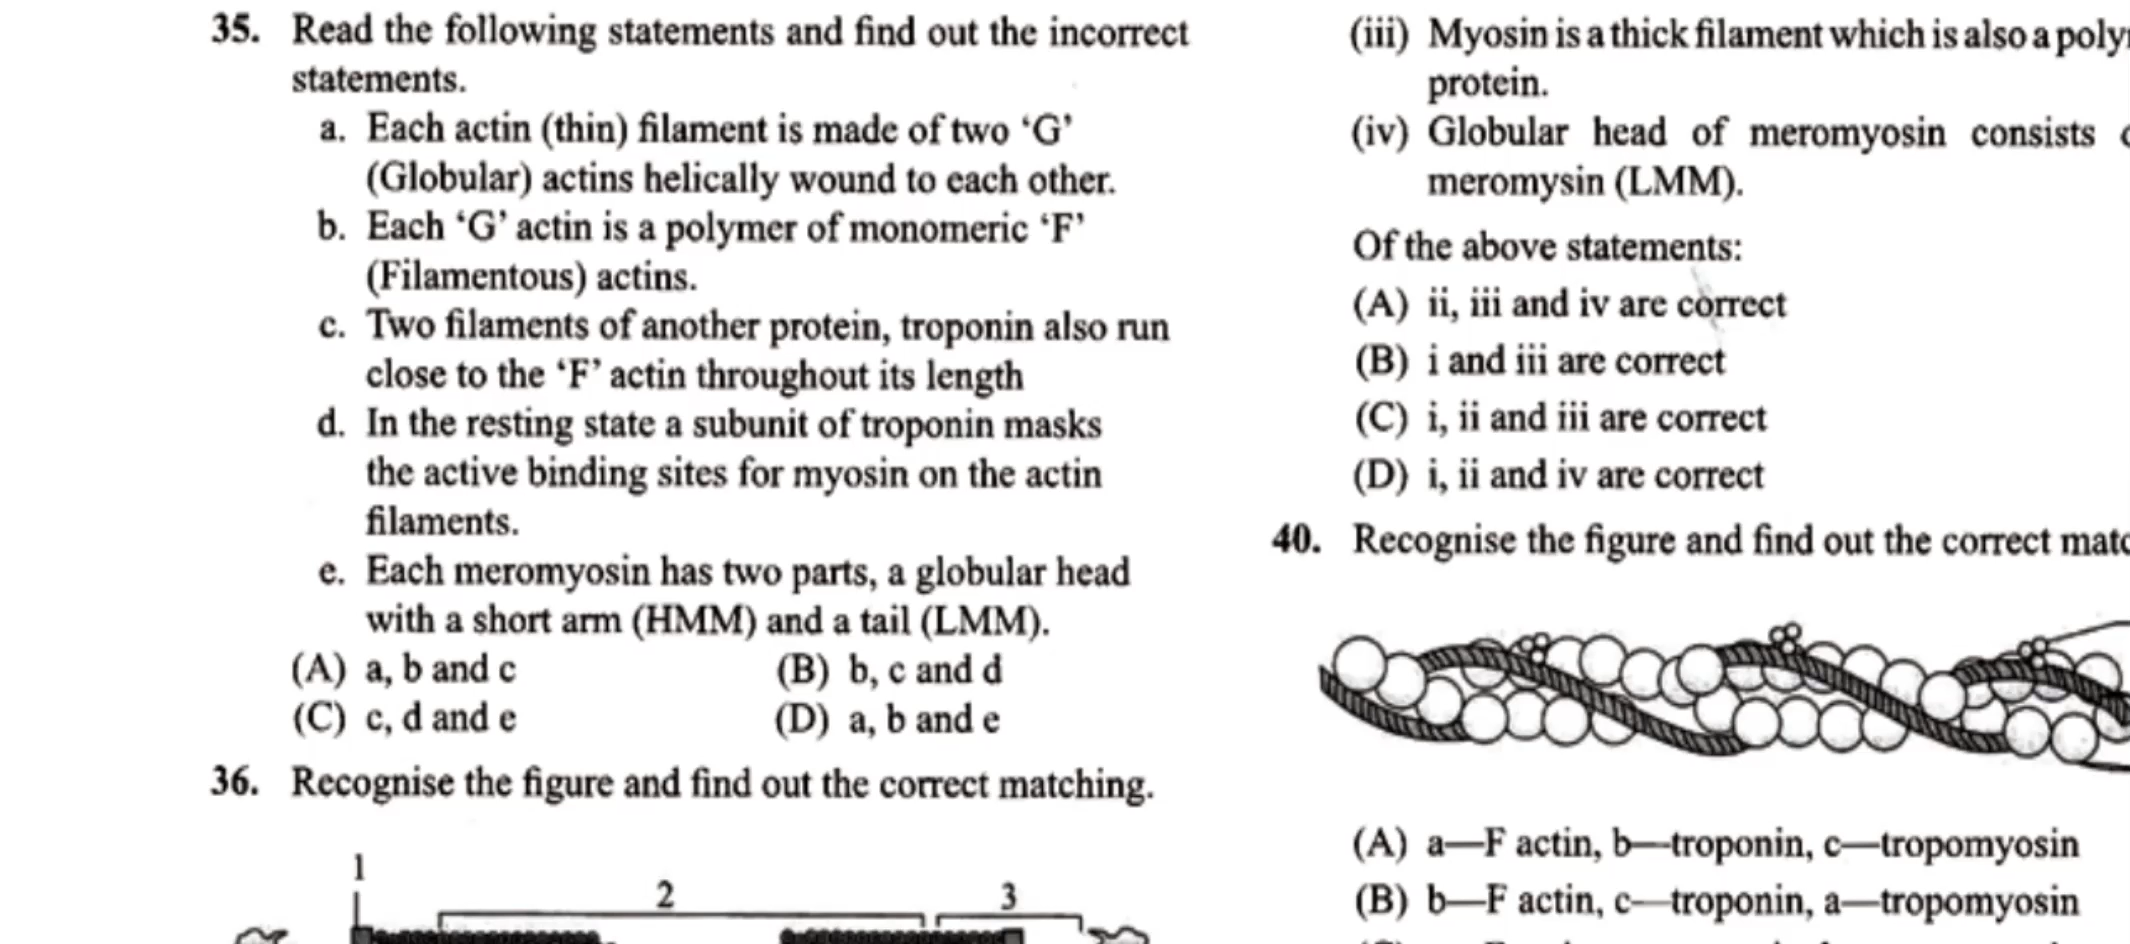 35. Read the following statements and find out the incorrect
statements.
a. Each actin (thin) filament is made of two ‘G’
(Globular) actins helically wound to each other.
b. Each ‘G’ actin is a polymer of monomeric ‘F’
(Filamentous) actins.
c. Two filaments of another protein, troponin also run
close to the ‘F’ actin throughout its length
d. In the resting state a subunit of troponin masks
the active binding sites for myosin on the actin
filaments.
e. Each meromyosin has two parts, a globular head
with a short arm (HMM) and a tail (LMM).
(A) a, b and c (B) b, c and d
(C) c, d and e (D) a, b and e
36. Recognise the figure and find out the correct matching.
1
2
3
(iii) Myosin is a thick filament which is also a
protein.
(iv) Globular head of meromyosin consists
meromysin (LMM).
Of the above statements:
(A) ii, iii and iv are correct
(B) i and iii are correct
(C) i, ii and iii are correct
(D) i, ii and iv are correct
40. Recognise the figure and find out the correct
(A) a—F actin, b—troponin, c—tropomyosin
(B) b—F actin, c—troponin, a—tropomyosin